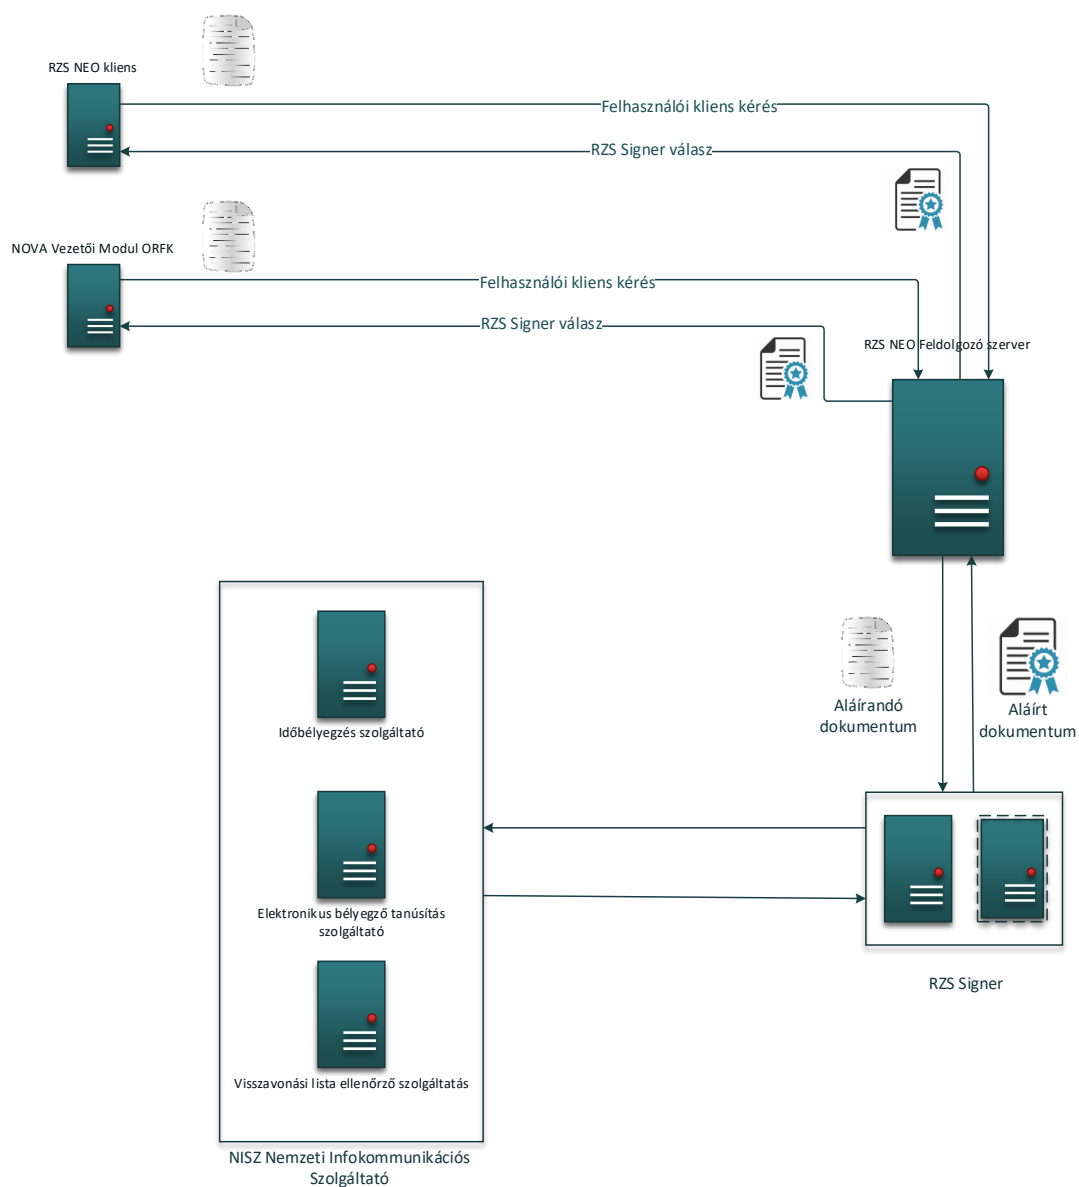 RZS NEO kliens
Felhasználói kliens kérés
RZS Signer válasz
NOVA Vezetői Modul ORFK
Felhasználói kliens kérés
RZS Signer válasz
RZS NEO Feldolgozó szerver
Aláírandó
dokumentum
Aláírt
dokumentum
Időbélyegzés szolgáltató
Elektronikus bélyegző tanúsítás
szolgáltató
RZS Signer
Visszavonási lista ellenőrző szolgáltatás
NISZ Nemzeti Infokommunikációs
Szolgáltató